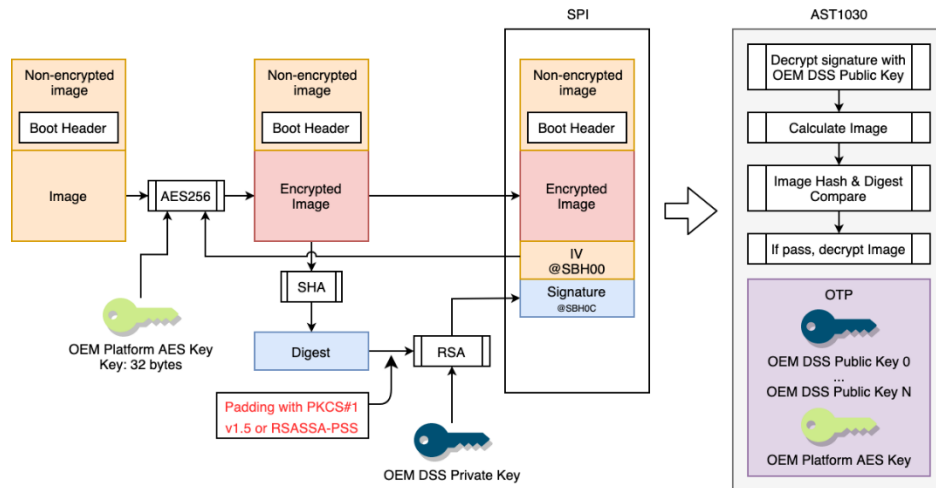 SPI
AST1030
Non-encrypted
image
Boot Header
Image
AES256
OEM Platform AES Key
Key: 32 bytes
Non-encrypted
image
Boot Header
Encrypted
Image
SHA
Digest
Padding with PKCS#1
v1.5 or RSASSA-PSS
RSA
OEM DSS Private Key
Non-encrypted
image
Boot Header
Encrypted
Image
IV
@SBH00
Signature
@SBH0C
Decrypt signature with
OEM DSS Public Key
Calculate Image
Image Hash & Digest
Compare
If pass, decrypt Image
OTP
OEM DSS Public Key 0
...
OEM DSS Public Key N
OEM Platform AES Key